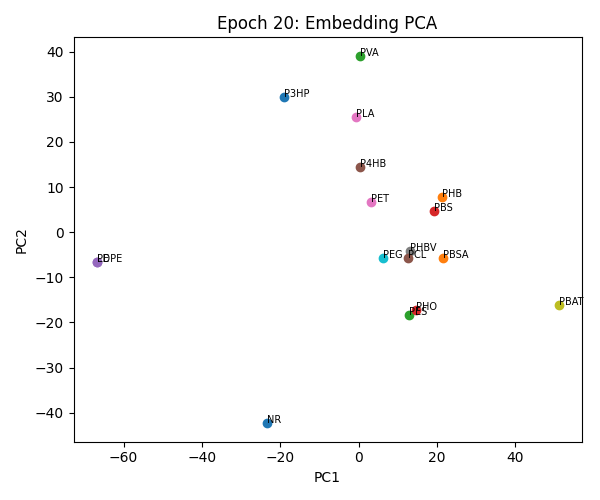 Epoch 20: Embedding PCA
PC2
40
30
20
10
0
−10
−20
−30
−40
PVA
P3HP
PLA
P4HB
PET
PHB
PBS
PHBV
PEG
PCL
PBSA
LDPE
PBAT
PHO
PES
NR
−60
−40
−20
0
20
40
PC1